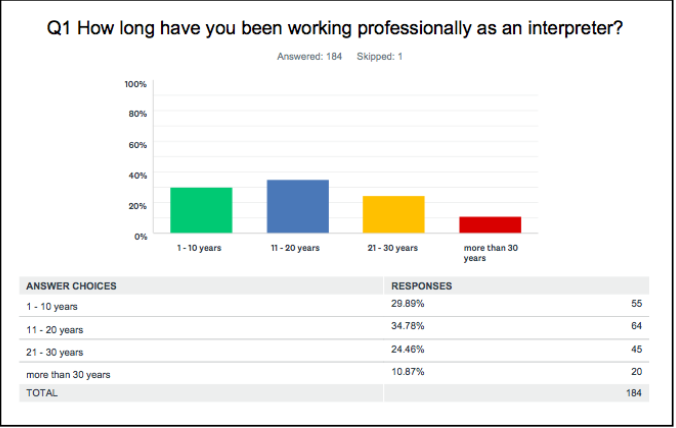 Q1 How long have you been working professionally as an interpreter?
Answered: 184 Skipped: 1
100%
80%
60%
40%
20%
0%
1 - 10 years
11 - 20 years
21 - 30 years
more than 30
years
ANSWER CHOICES RESPONSES
1 - 10 years 29.89% 55
11 - 20 years 34.78% 64
21 - 30 years 24.46% 45
more than 30 years 10.87% 20
TOTAL 184